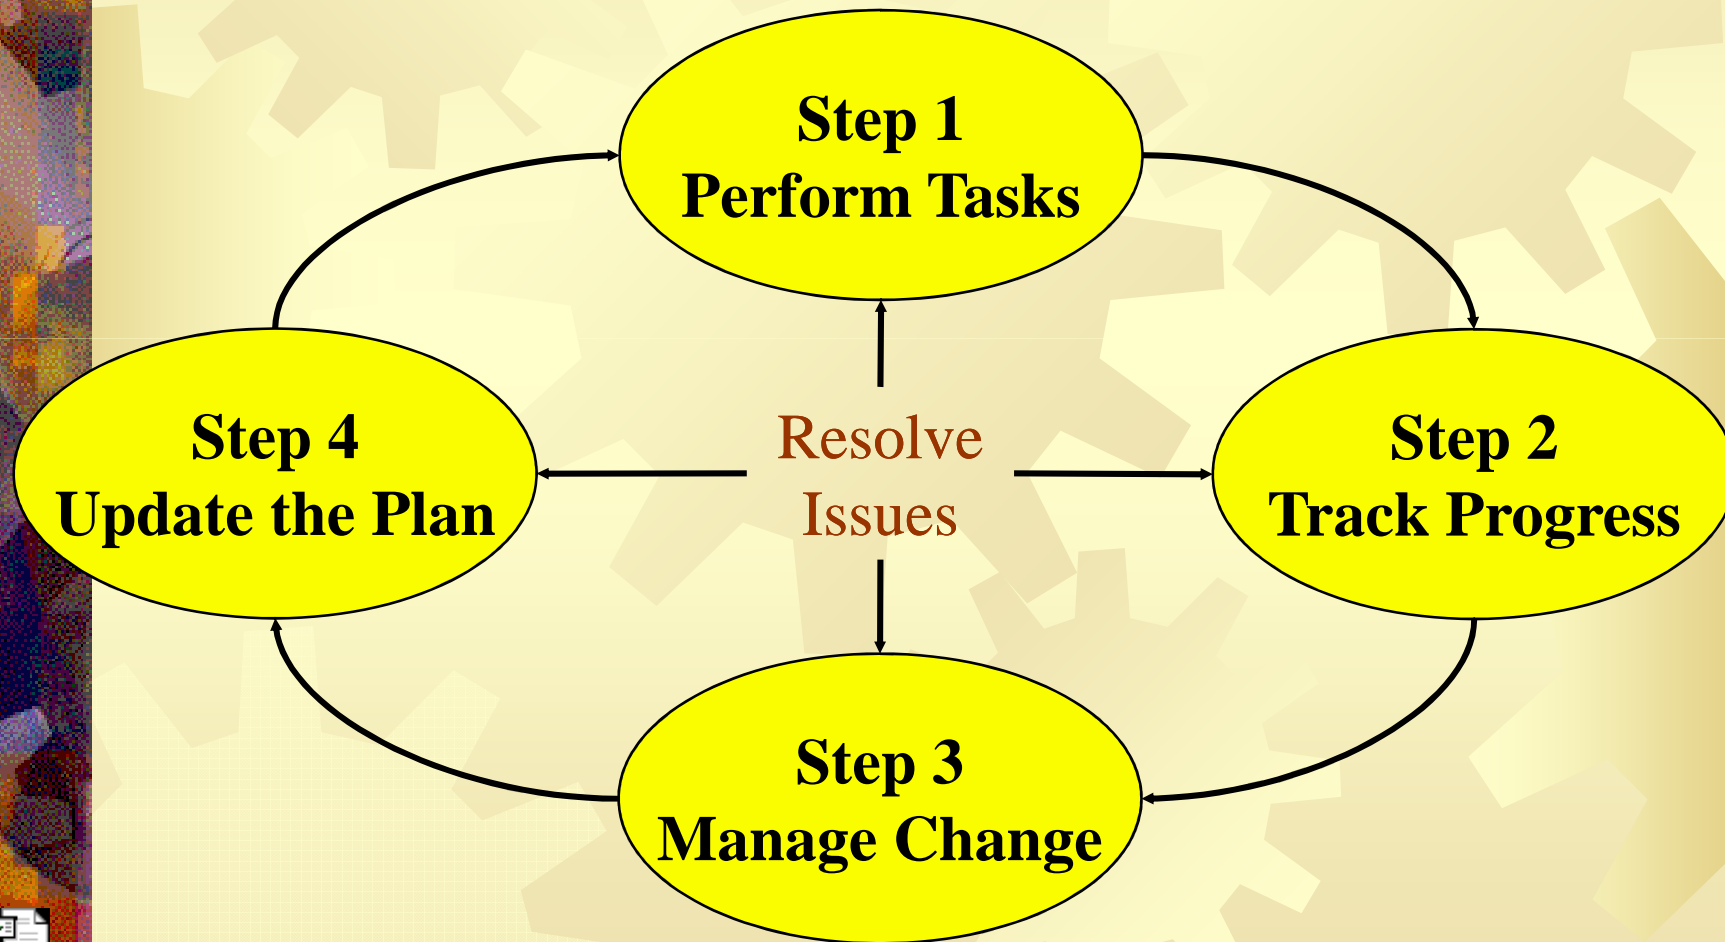 Step 1
Perform Tasks
Step 4
Update the Plan
Resolve
Issues
Step 2
Track Progress
Step 3
Manage Change